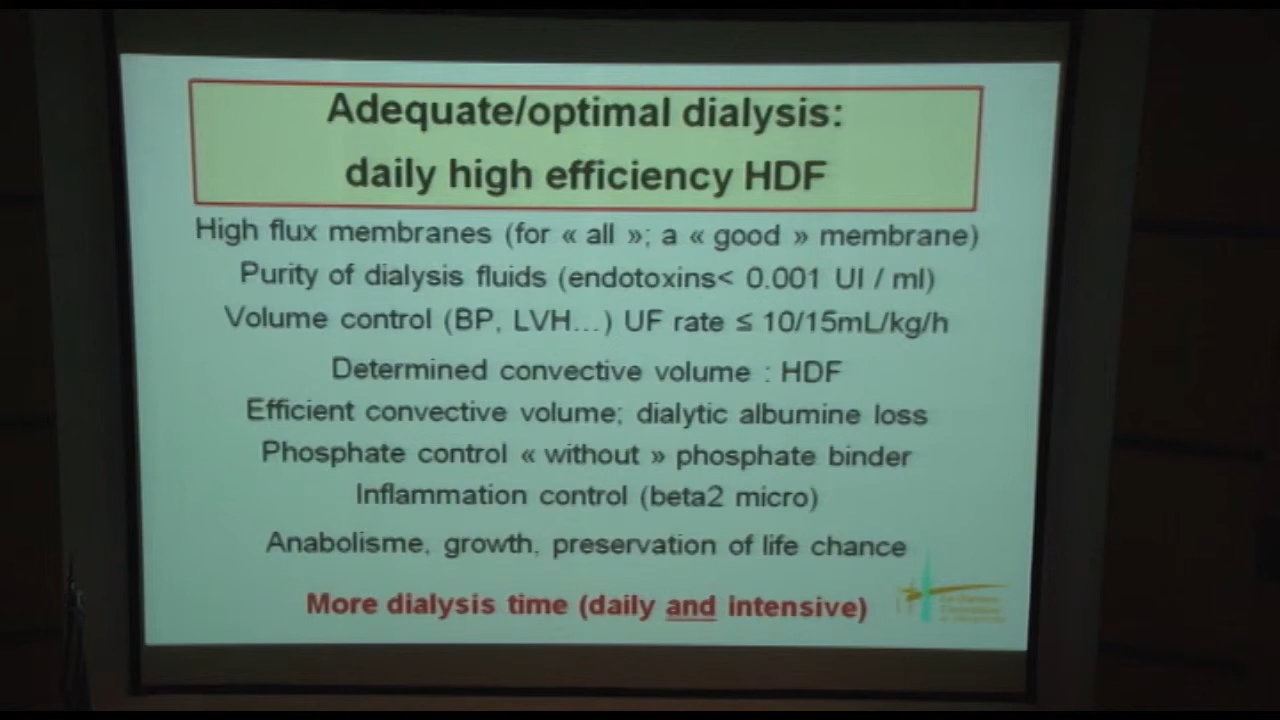 Adequate/optimal dialysis:
daily high efficiency HDF
High flux membranes (for « all »; a « good » membrane)
Purity of dialysis fluids (endotoxins< 0.001 UI / ml)
Volume control (BP, LVH...) UF rate ≤ 10/15mL/kg/h
Determined convective volume : HDF
Efficient convective volume; dialytic albumine loss
Phosphate control « without » phosphate binder
Inflammation control (beta2 micro)
Anabolisme, growth, preservation of life chance
More dialysis time (daily and intensive)